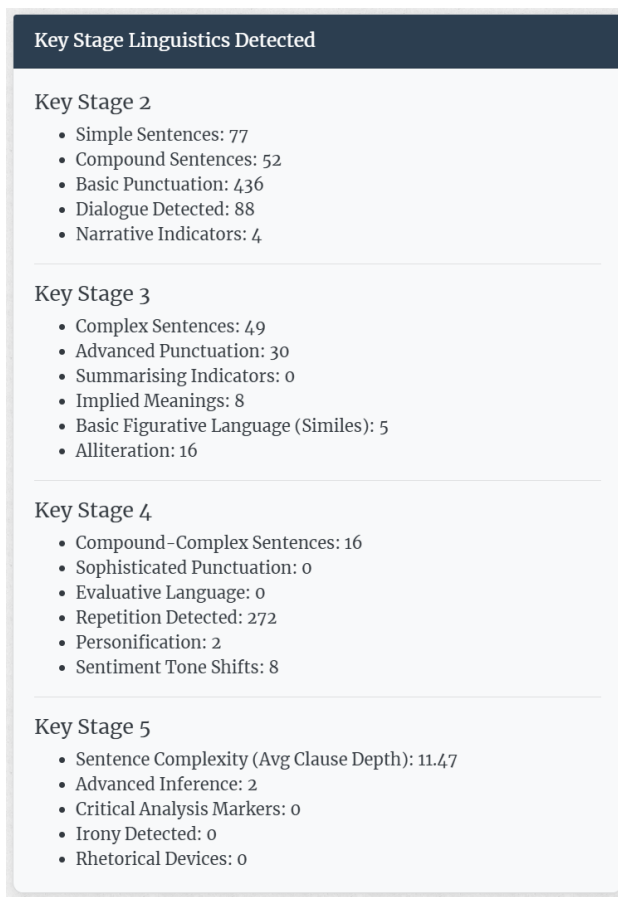 Key Stage Linguistics Detected
Key Stage 2
• Simple Sentences: 77
• Compound Sentences: 52
• Basic Punctuation: 436
• Dialogue Detected: 88
• Narrative Indicators: 4
Key Stage 3
• Complex Sentences: 49
• Advanced Punctuation: 30
• Summarising Indicators: 0
• Implied Meanings: 8
• Basic Figurative Language (Similes): 5
• Alliteration: 16
Key Stage 4
• Compound-Complex Sentences: 16
• Sophisticated Punctuation: 0
• Evaluative Language: 0
• Repetition Detected: 272
• Personification: 2
• Sentiment Tone Shifts: 8
Key Stage 5
• Sentence Complexity (Avg Clause Depth): 11.47
• Advanced Inference: 2
• Critical Analysis Markers: 0
• Irony Detected: 0
• Rhetorical Devices: 0